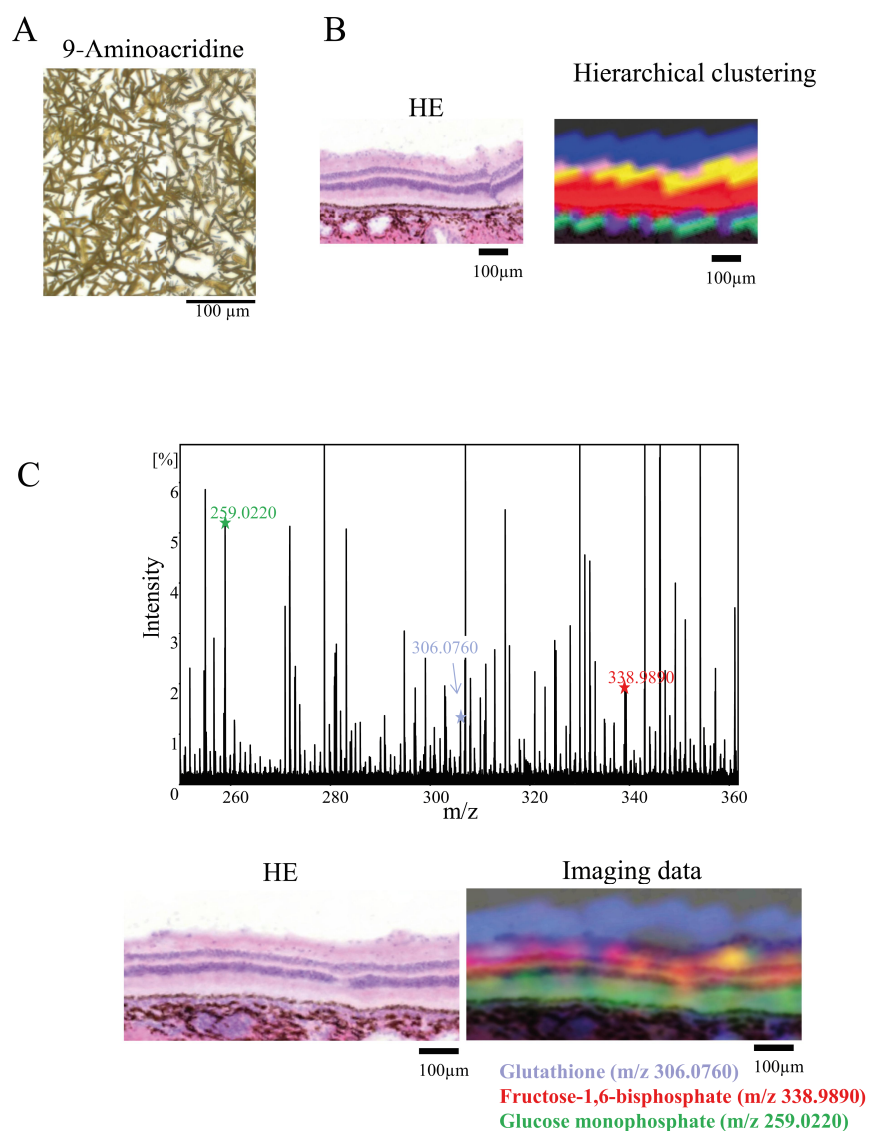 A
9-Aminoacridine
100 µm
B
HE
Hierarchical clustering
100µm
100µm
C
[%]
6
5
4
3
2
1
0
Intensity
259.0220
306.0760
338.9890
260
280
300
320
340
360
m/z
HE
Imaging data
100µm
100µm
Glutathione (m/z 306.0760)
Fructose-1,6-bisphosphate (m/z 338.9890)
Glucose monophosphate (m/z 259.0220)